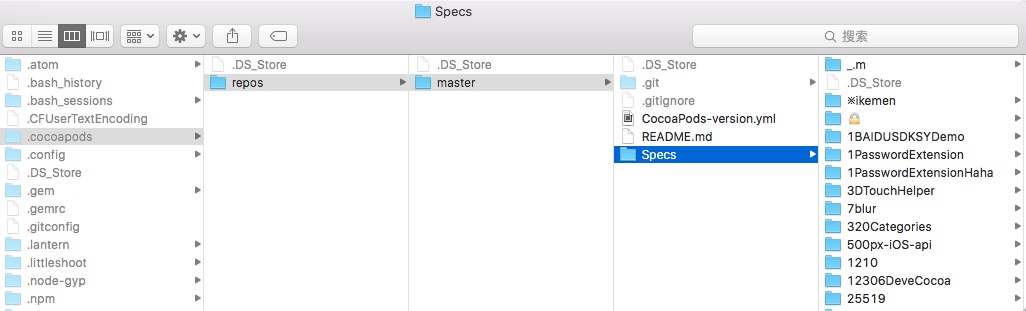 Specs
搜索
.atom
.bash_history
.bash_sessions
.CFUserTextEncoding
.cocoapods
.config
.DS_Store
.gem
.gemrc
.gitconfig
.lantern
.littleshoot
.node-gyp
.npm
.DS_Store
repos
.DS_Store
master
.DS_Store
.git
.gitignore
CocoaPods-version.yml
README.md
Specs
_.m
.DS_Store
※ikemen
🔒
1BAIDUSDKSYDemo
1PasswordExtension
1PasswordExtensionHaha
3DTouchHelper
7blur
320Categories
500px-iOS-api
1210
12306DeveCocoa
25519